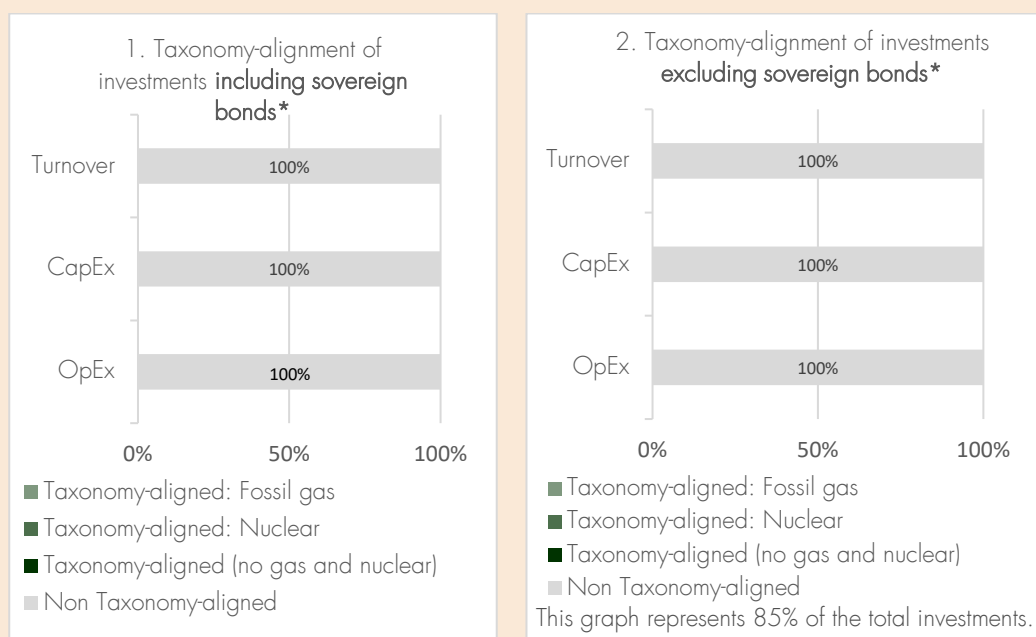 1. Taxonomy-alignment of
investments including sovereign
bonds*
Turnover
100%
CapEx
100%
OpEx
100%
0% 50% 100%
Taxonomy-aligned: Fossil gas
Taxonomy-aligned: Nuclear
Taxonomy-aligned (no gas and nuclear)
Non Taxonomy-aligned
2. Taxonomy-alignment of investments
excluding sovereign bonds*
Turnover
100%
CapEx
100%
OpEx
100%
0% 50% 100%
Taxonomy-aligned: Fossil gas
Taxonomy-aligned: Nuclear
Taxonomy-aligned (no gas and nuclear)
Non Taxonomy-aligned
This graph represents 85% of the total investments.